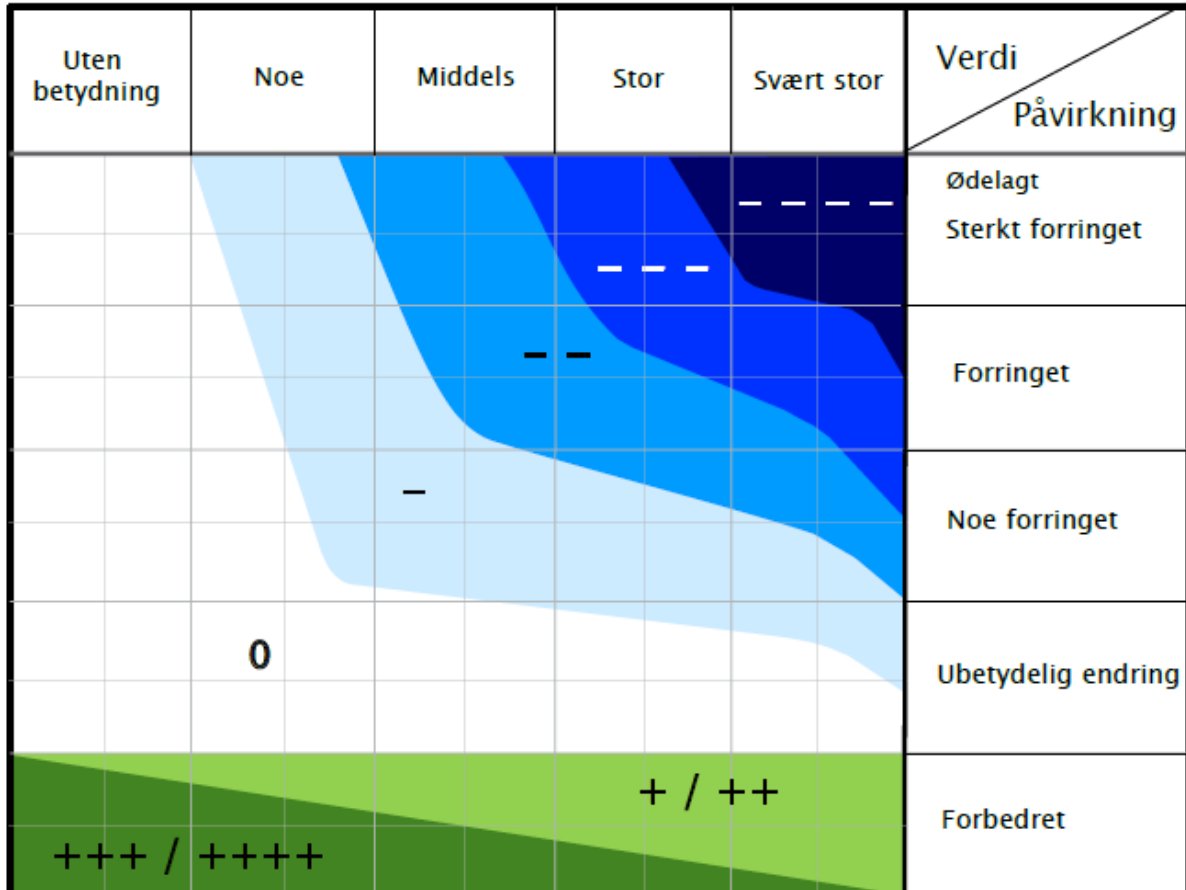 Uten
betydning
Noe
Middels
Stor
Svært stor
Verdi
Påvirkning
Ødelagt
Sterkt forringet
– – – –
– – –
– –
Forringet
–
Noe forringet
0
Ubetydelig endring
+ / ++
Forbedret
+++ / ++++